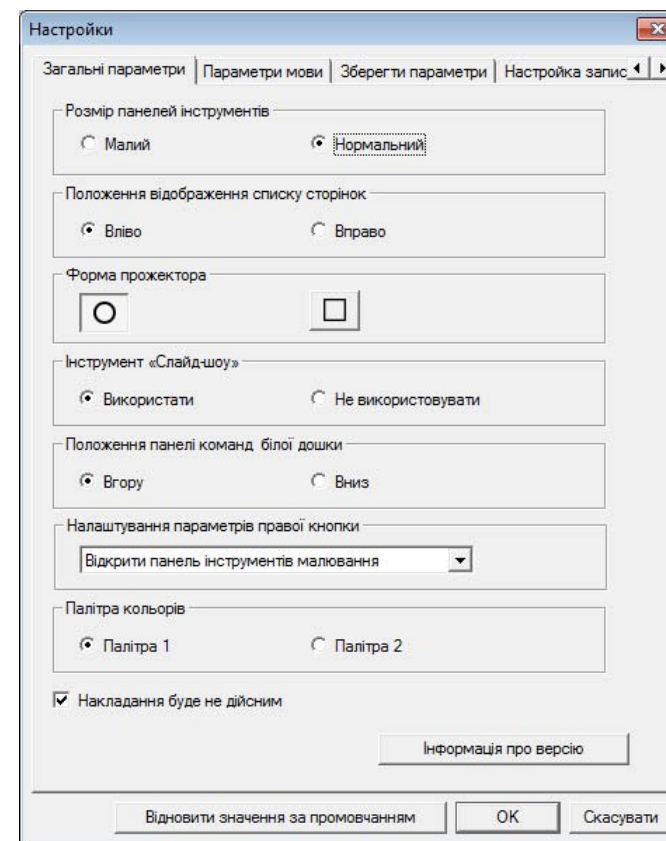 Настройки
Загальні параметри Параметри мови Зберегти параметри Настройка запис
Розмір панелей інструментів
Малий Нормальний
Положення відображення списку сторінок
Вліво Вправо
Форма прожектора
Інструмент «Слайд-шоу»
Використати Не використовувати
Положення панелі команд білої дошки
Вгору Вниз
Налаштування параметрів правої кнопки
Відкрити панель інструментів малювання
Палітра кольорів
Палітра 1 Палітра 2
Накладання буде не дійсним
Інформація про версію
Відновити значення за промовчанням OK Скасувати